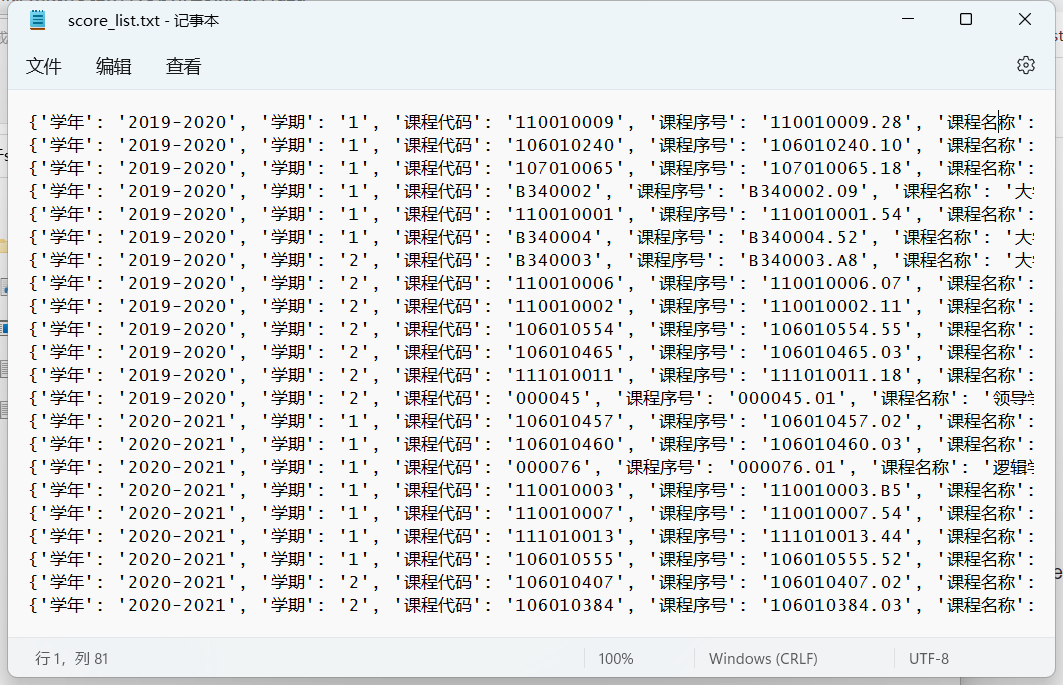 score_list.txt - 记事本
文件 编辑 查看
{'学年': '2019-2020', '学期': '1', '课程代码': '110010009', '课程序号': '110010009.28', '课程名称':
{'学年': '2019-2020', '学期': '1', '课程代码': '106010240', '课程序号': '106010240.10', '课程名称':
{'学年': '2019-2020', '学期': '1', '课程代码': '107010065', '课程序号': '107010065.18', '课程名称':
{'学年': '2019-2020', '学期': '1', '课程代码': 'B340002', '课程序号': 'B340002.09', '课程名称': '大
{'学年': '2019-2020', '学期': '1', '课程代码': '110010001', '课程序号': '110010001.54', '课程名称':
{'学年': '2019-2020', '学期': '1', '课程代码': 'B340004', '课程序号': 'B340004.52', '课程名称': '大
{'学年': '2019-2020', '学期': '2', '课程代码': 'B340003', '课程序号': 'B340003.A8', '课程名称': '大
{'学年': '2019-2020', '学期': '2', '课程代码': '110010006', '课程序号': '110010006.07', '课程名称':
{'学年': '2019-2020', '学期': '2', '课程代码': '110010002', '课程序号': '110010002.11', '课程名称':
{'学年': '2019-2020', '学期': '2', '课程代码': '106010554', '课程序号': '106010554.55', '课程名称':
{'学年': '2019-2020', '学期': '2', '课程代码': '106010465', '课程序号': '106010465.03', '课程名称':
{'学年': '2019-2020', '学期': '2', '课程代码': '111010011', '课程序号': '111010011.18', '课程名称':
{'学年': '2019-2020', '学期': '2', '课程代码': '000045', '课程序号': '000045.01', '课程名称': '领导学
{'学年': '2020-2021', '学期': '1', '课程代码': '106010457', '课程序号': '106010457.02', '课程名称':
{'学年': '2020-2021', '学期': '1', '课程代码': '106010460', '课程序号': '106010460.03', '课程名称':
{'学年': '2020-2021', '学期': '1', '课程代码': '000076', '课程序号': '000076.01', '课程名称': '逻辑学
{'学年': '2020-2021', '学期': '1', '课程代码': '110010003', '课程序号': '110010003.B5', '课程名称':
{'学年': '2020-2021', '学期': '1', '课程代码': '110010007', '课程序号': '110010007.54', '课程名称':
{'学年': '2020-2021', '学期': '1', '课程代码': '111010013', '课程序号': '111010013.44', '课程名称':
{'学年': '2020-2021', '学期': '1', '课程代码': '106010555', '课程序号': '106010555.52', '课程名称':
{'学年': '2020-2021', '学期': '2', '课程代码': '106010407', '课程序号': '106010407.02', '课程名称':
{'学年': '2020-2021', '学期': '2', '课程代码': '106010384', '课程序号': '106010384.03', '课程名称':
行 1，列 81 100% Windows (CRLF) UTF-8